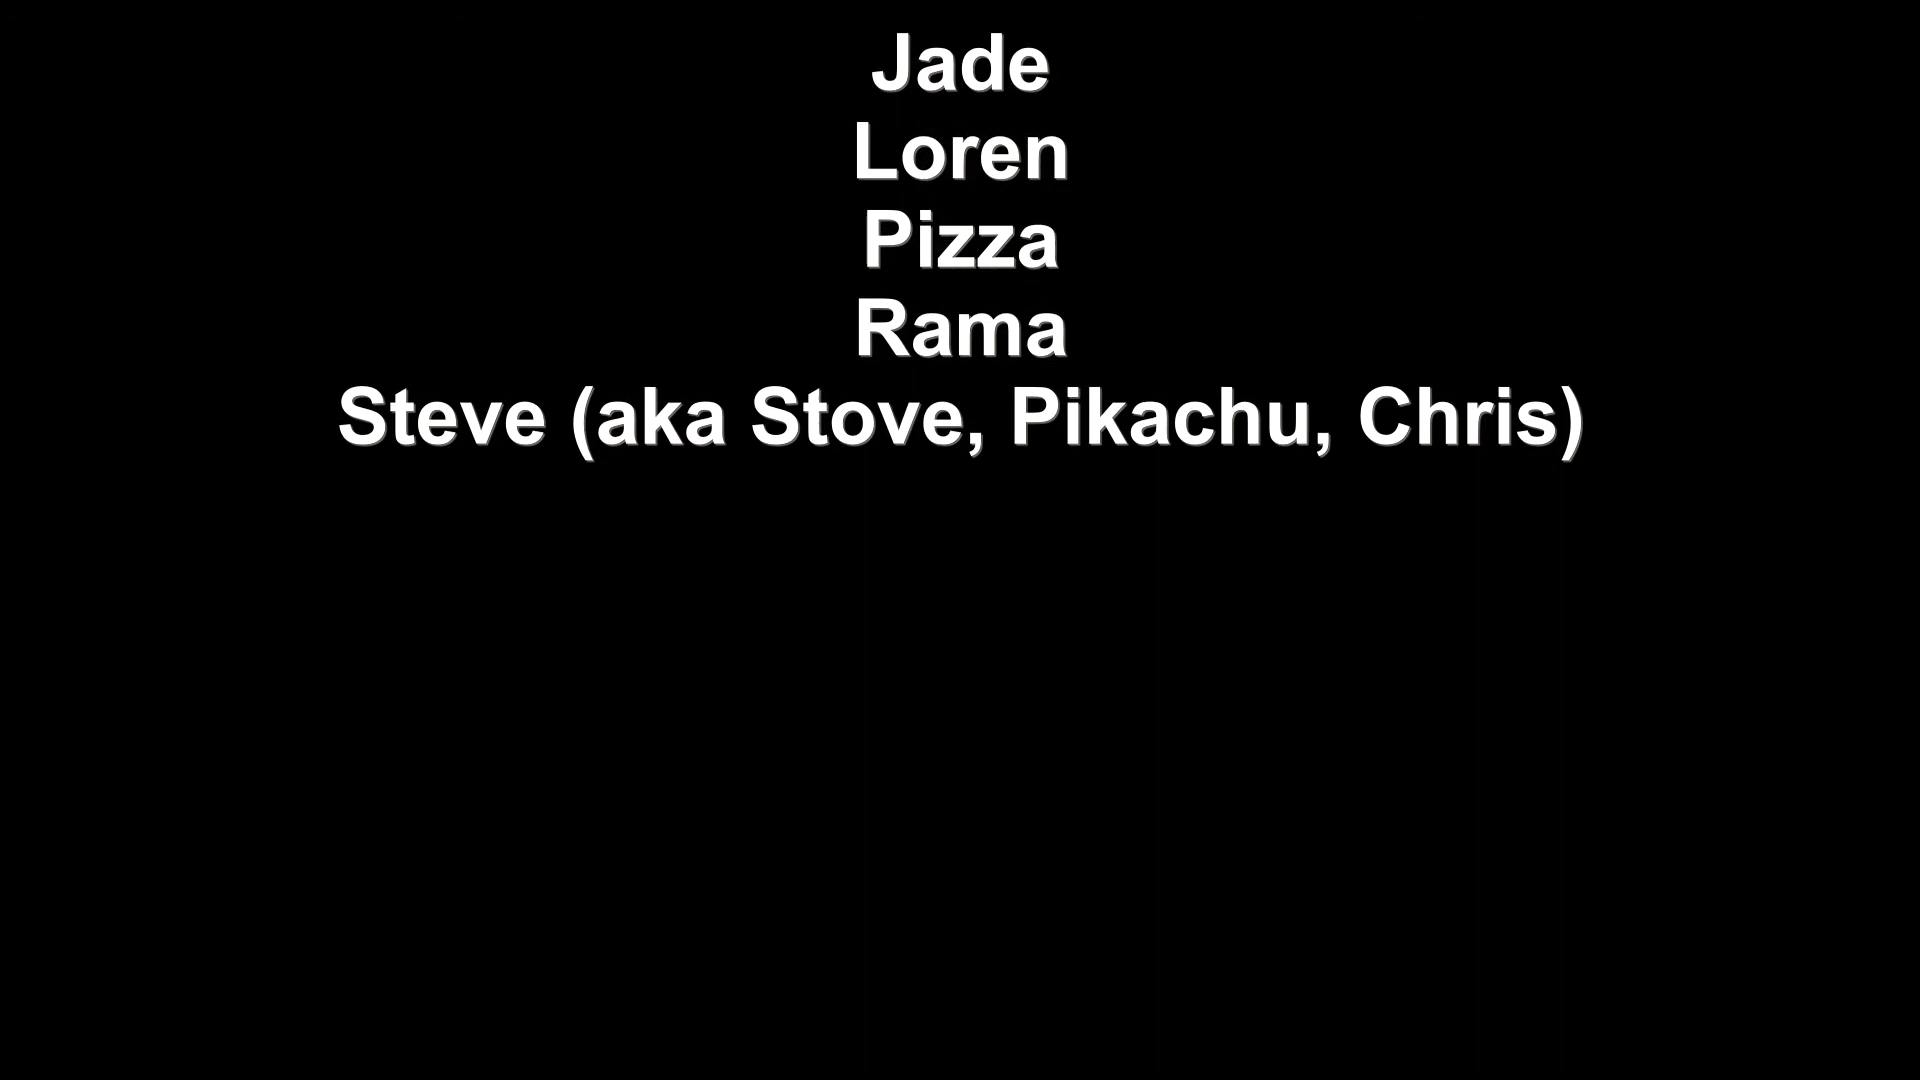 Jade
Loren
Pizza
Rama
Steve (aka Stove, Pikachu, Chris)